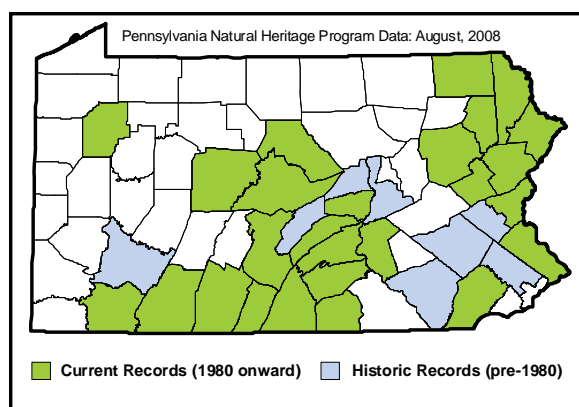 Pennsylvania Natural Heritage Program Data: August, 2008
Current Records (1980 onward) Historic Records (pre-1980)